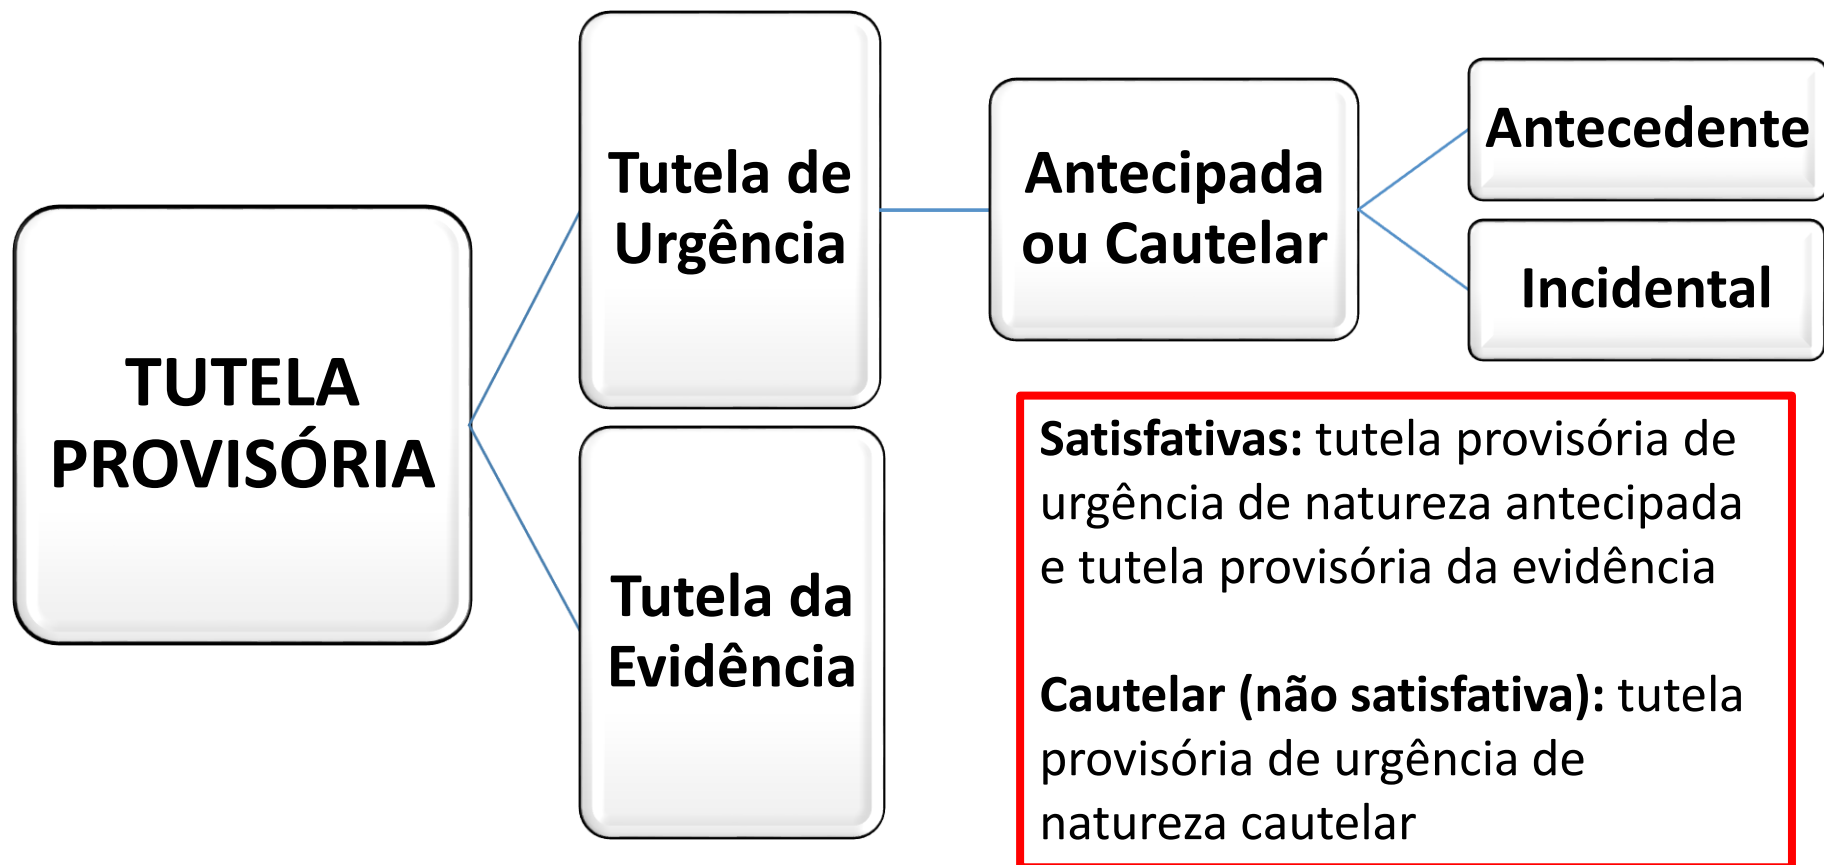 TUTELA
PROVISÓRIA
Tutela de
Urgência
Tutela da
Evidência
Antecipada
ou Cautelar
Antecedente
Incidental
Satisfativas: tutela provisória de
urgência de natureza antecipada
e tutela provisória da evidência
Cautelar (não satisfativa): tutela
provisória de urgência de
natureza cautelar